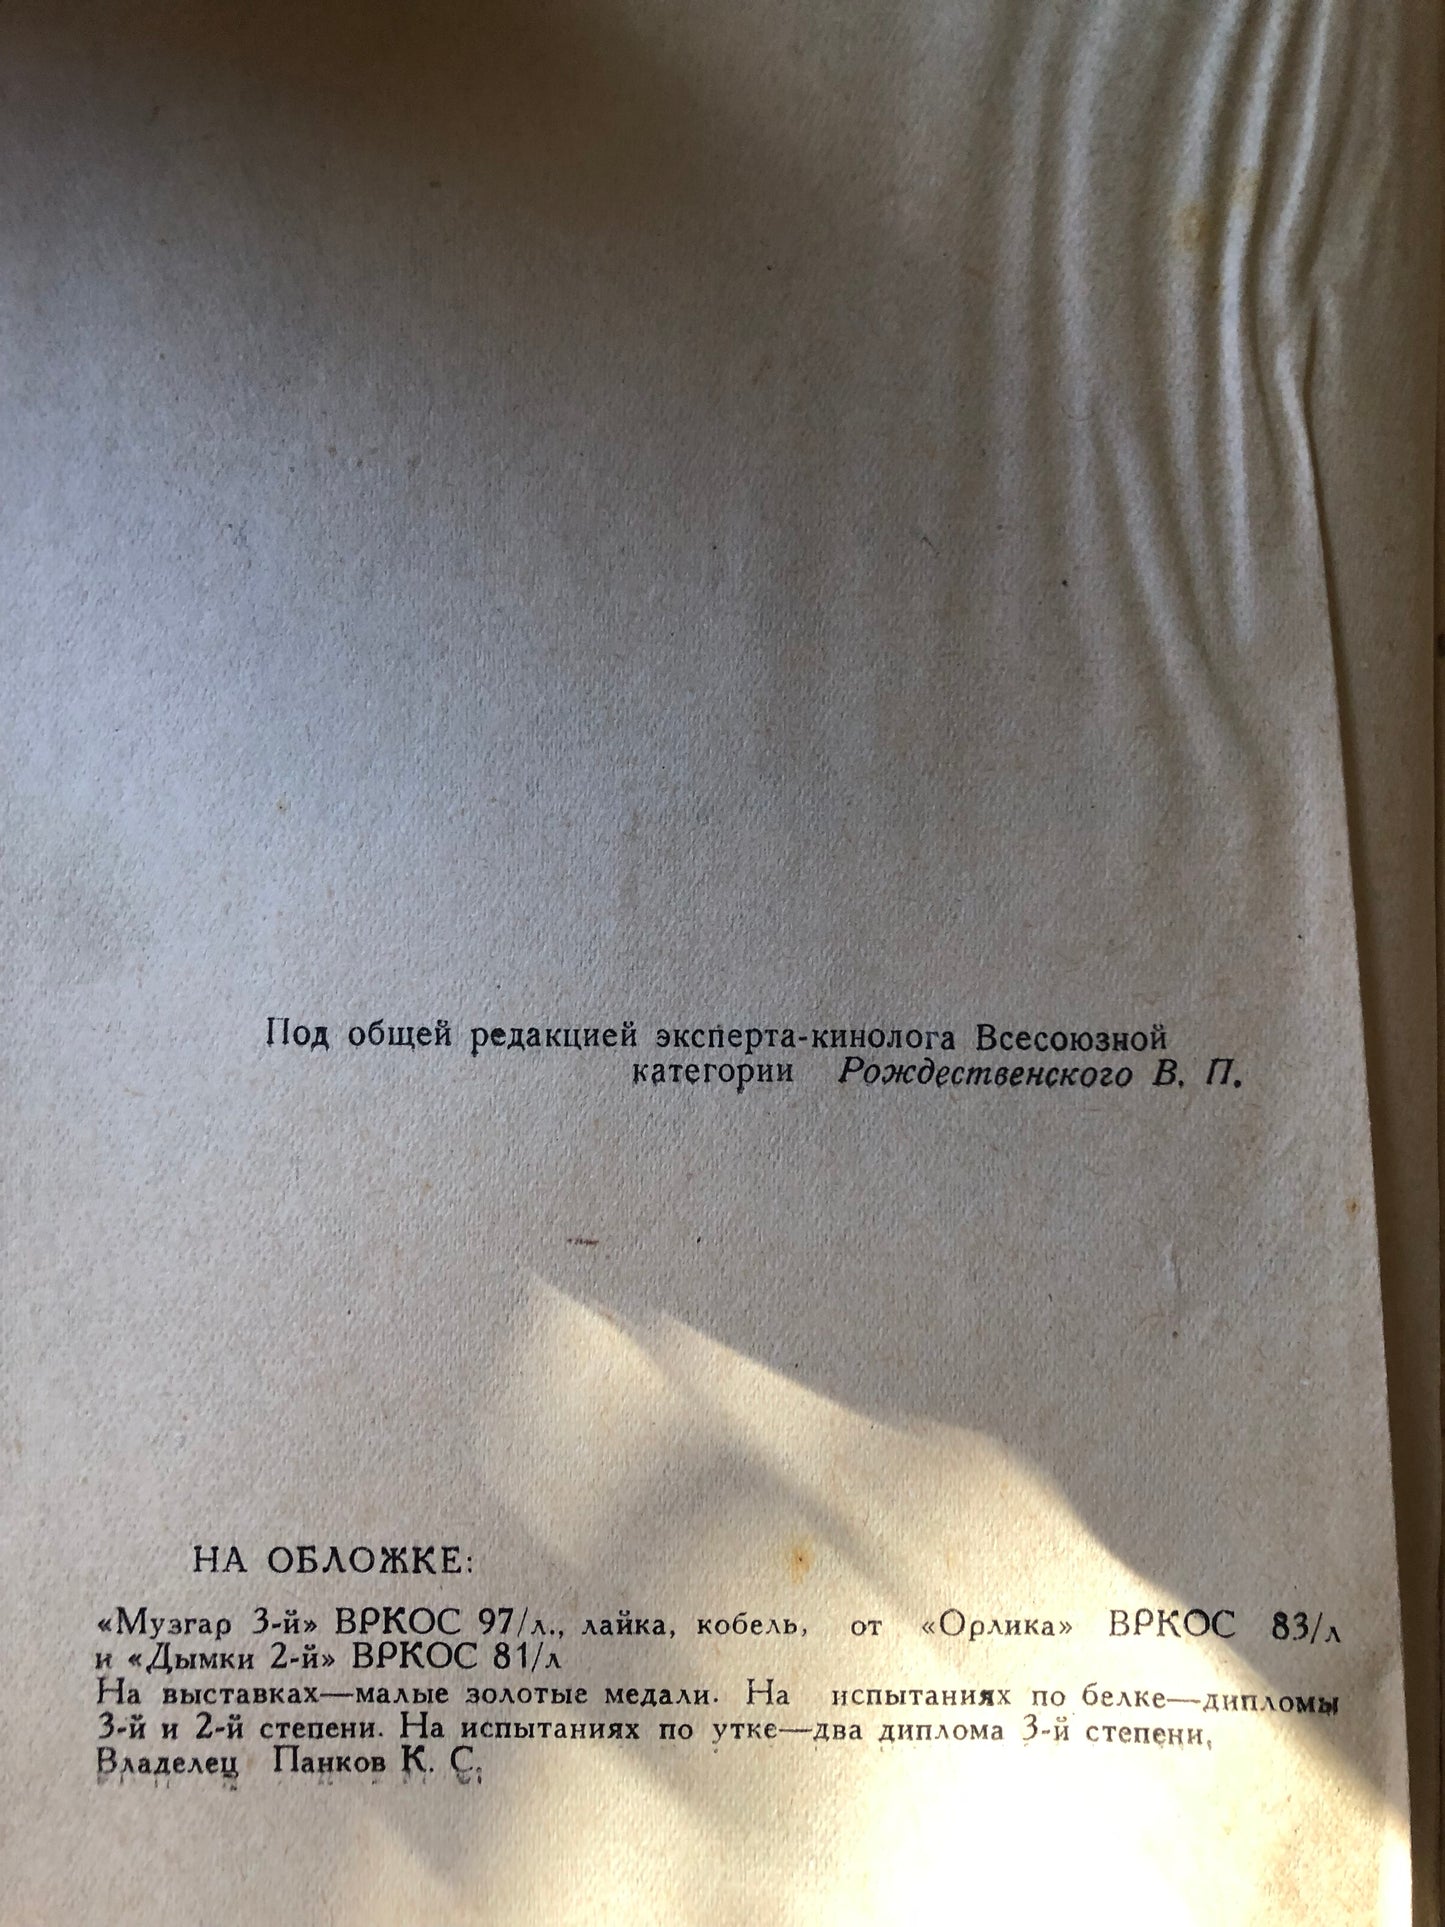 Под общей редакцией эксперта-кинолога Всесоюзной
категории Рождественского В. П.
НА ОБЛОЖКЕ:
«Музгар 3-й» ВРКОС 97/л., лайка, кобель, от «Орлика» ВРКОС 83/л
и «Дымки 2-й» ВРКОС 81/л
На выставках—малые золотые медали. На испытаниях по белке—дипломы
3-й и 2-й степени. На испытаниях по утке—два диплома 3-й степени,
Владелец Панков К. С.